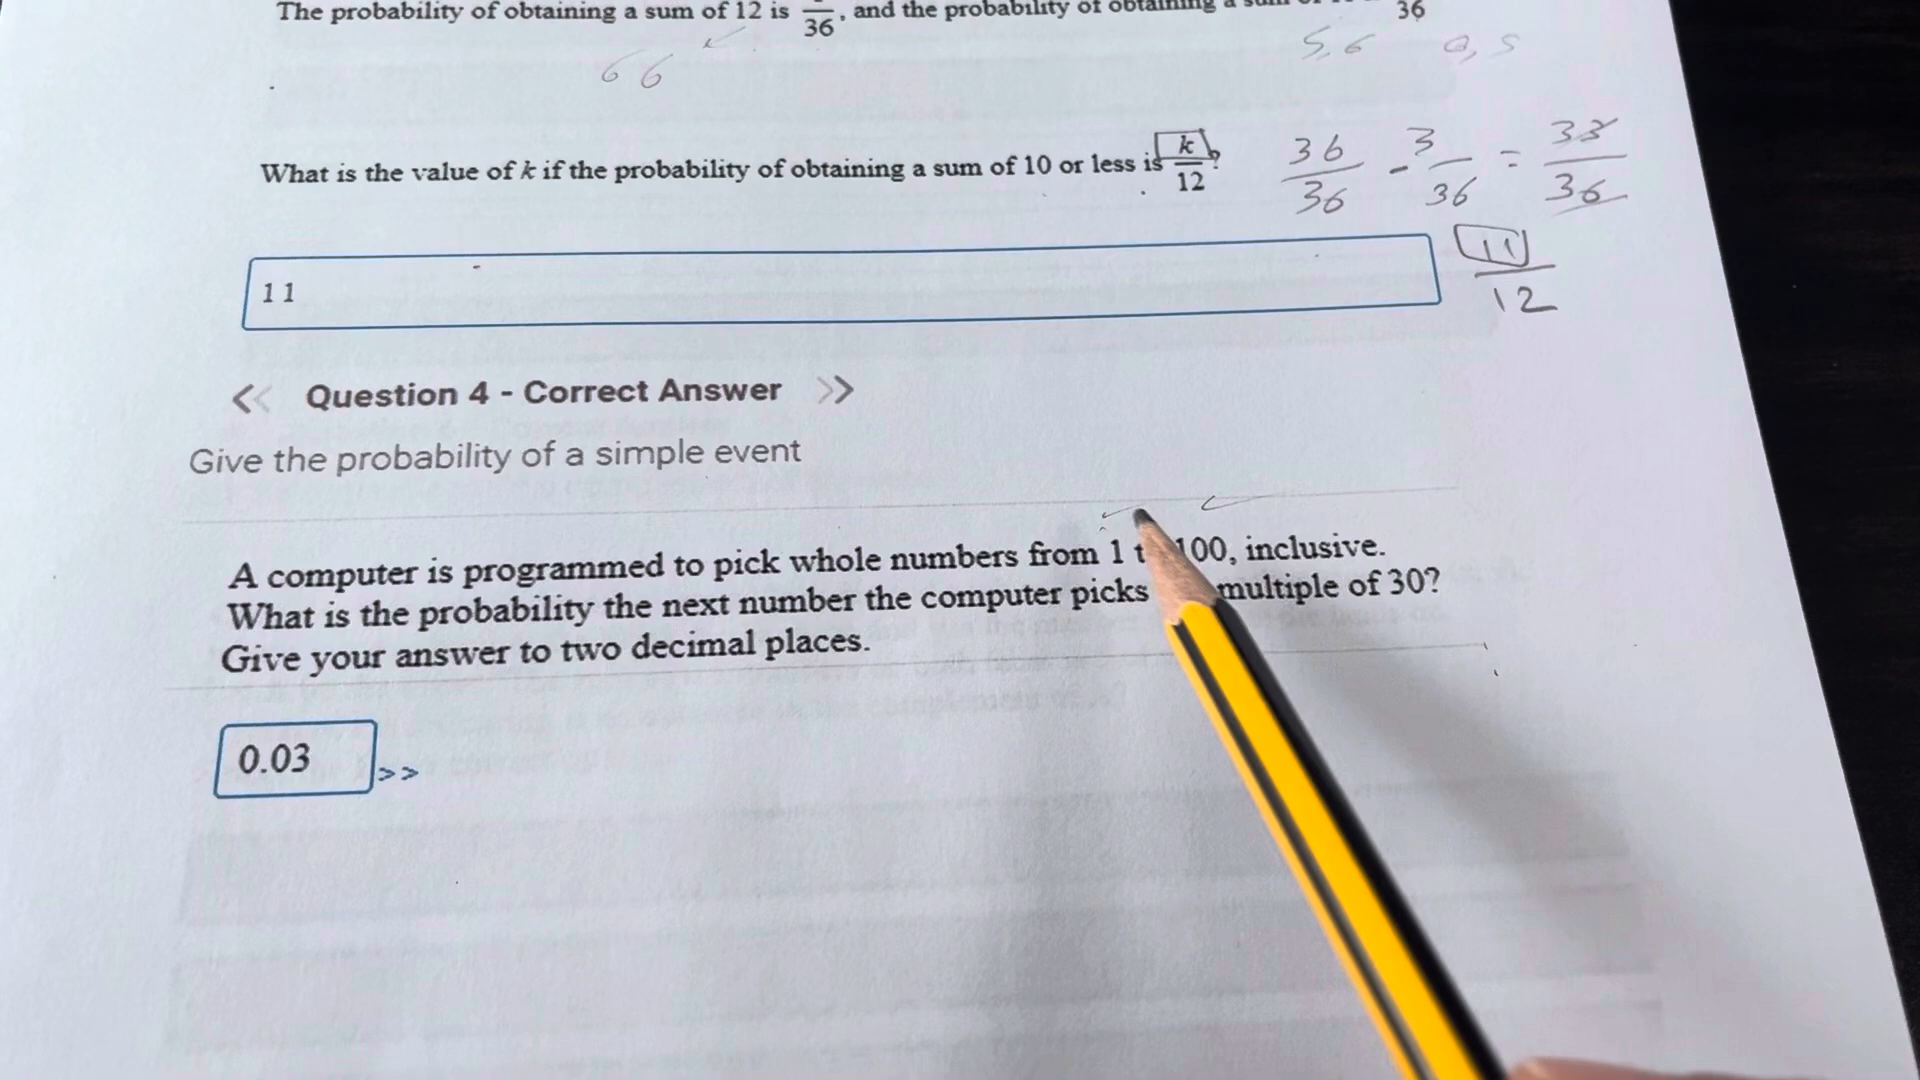 The probability of obtaining a sum of 12 is /36, and the probability of obtaining a sum of 36
6 6
5,6
What is the value of k if the probability of obtaining a sum of 10 or less is k/12?
36/36 - 3/36 = 33/36
11
11/12
<< Question 4 - Correct Answer >>
Give the probability of a simple event
A computer is programmed to pick whole numbers from 1 t 100, inclusive.
What is the probability the next number the computer picks multiple of 30?
Give your answer to two decimal places.
0.03 >>